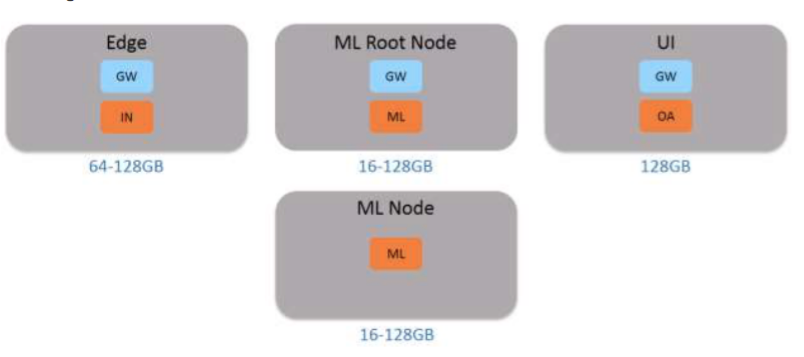 Edge
GW
IN
64-128GB
ML Root Node
GW
ML
16-128GB
UI
GW
OA
128GB
ML Node
ML
16-128GB